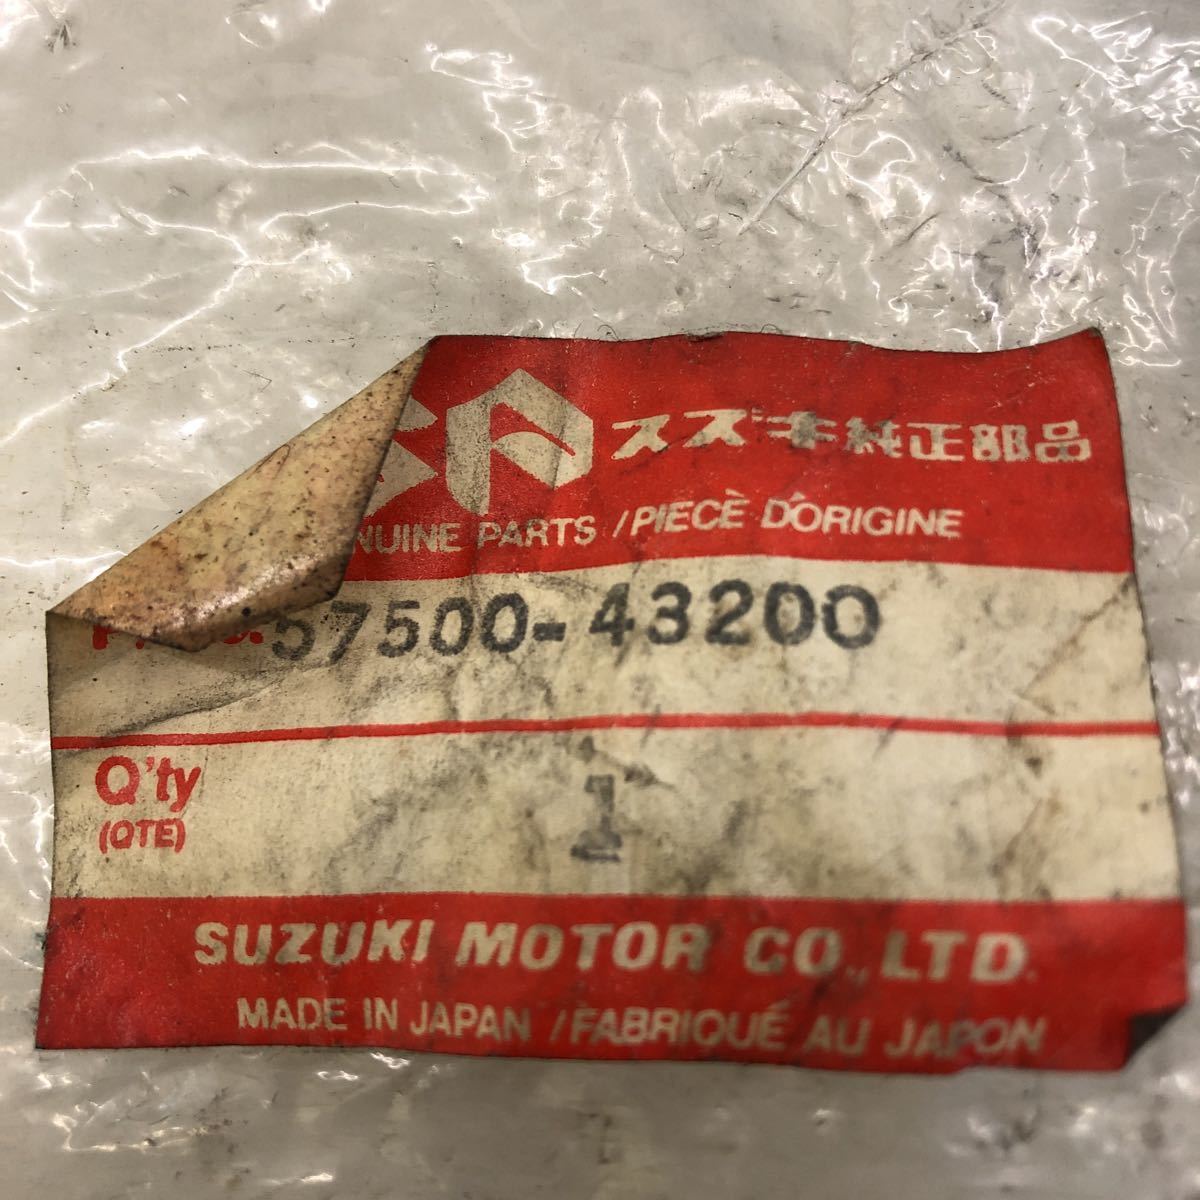 スズキ純正部品
NUINE PARTS / PIECÈ D'ORIGINE
57500-43200
Q'ty 1
(QTE)
SUZUKI MOTOR CO., LTD.
MADE IN JAPAN / FABRIQUÉ AU JAPON